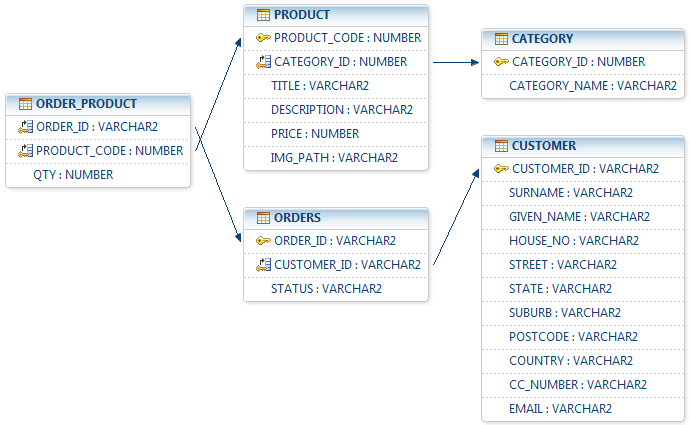 ORDER_PRODUCT
ORDER_ID : VARCHAR2
PRODUCT_CODE : NUMBER
QTY : NUMBER
PRODUCT
PRODUCT_CODE : NUMBER
CATEGORY_ID : NUMBER
TITLE : VARCHAR2
DESCRIPTION : VARCHAR2
PRICE : NUMBER
IMG_PATH : VARCHAR2
ORDERS
ORDER_ID : VARCHAR2
CUSTOMER_ID : VARCHAR2
STATUS : VARCHAR2
CATEGORY
CATEGORY_ID : NUMBER
CATEGORY_NAME : VARCHAR2
CUSTOMER
CUSTOMER_ID : VARCHAR2
SURNAME : VARCHAR2
GIVEN_NAME : VARCHAR2
HOUSE_NO : VARCHAR2
STREET : VARCHAR2
STATE : VARCHAR2
SUBURB : VARCHAR2
POSTCODE : VARCHAR2
COUNTRY : VARCHAR2
CC_NUMBER : VARCHAR2
EMAIL : VARCHAR2